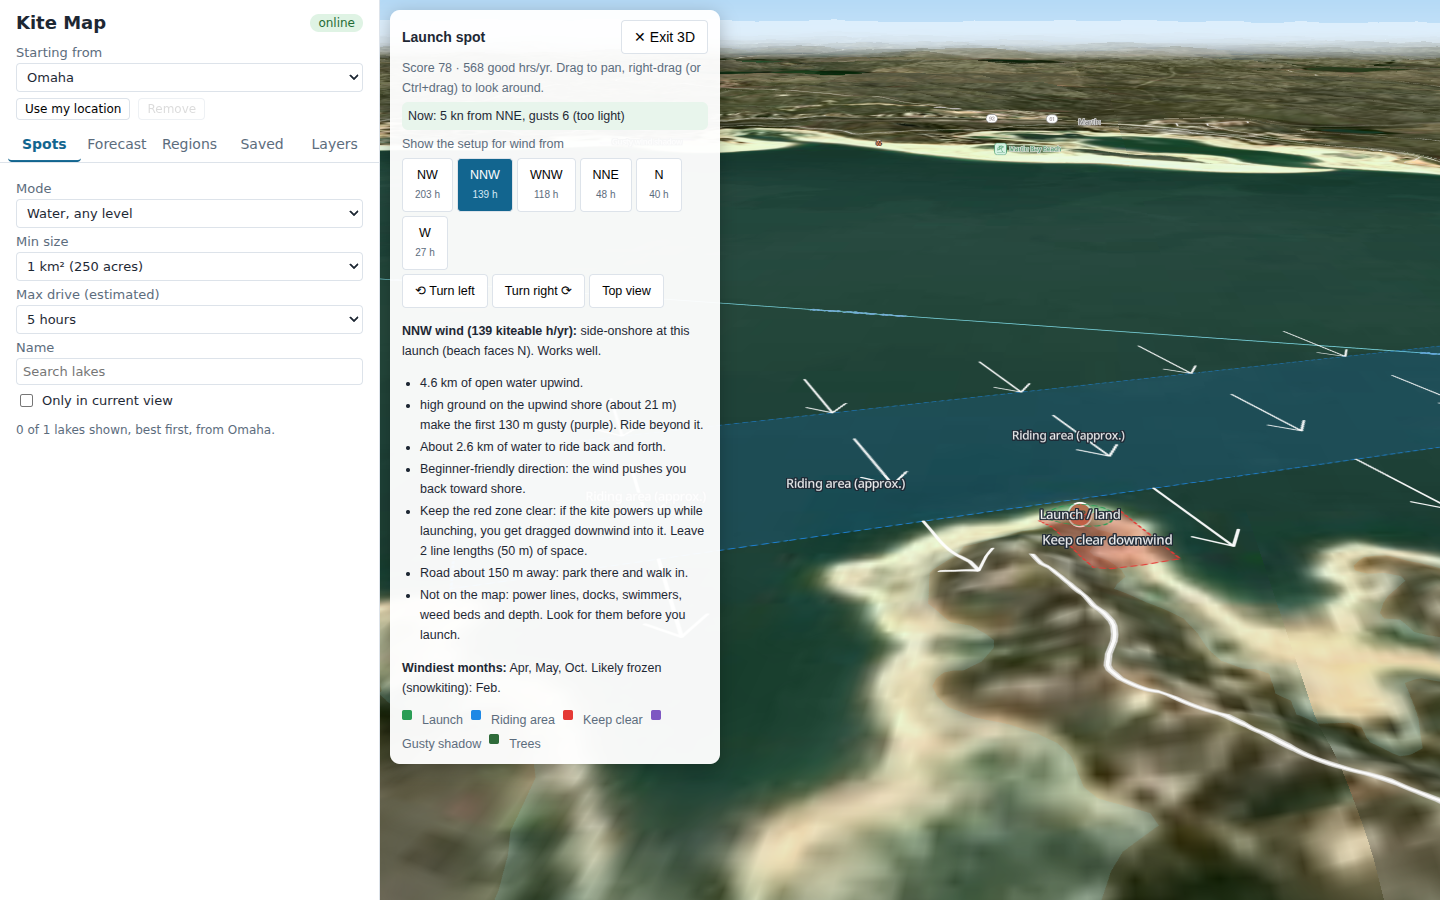 Kite Map
online
Starting from
Omaha
Use my location
Remove
Spots
Forecast
Regions
Saved
Layers
Mode
Water, any level
Min size
1 km² (250 acres)
Max drive (estimated)
5 hours
Name
Search lakes
Only in current view
0 of 1 lakes shown, best first, from Omaha.
Launch spot
✕ Exit 3D
Score 78 · 568 good hrs/yr. Drag to pan, right-drag (or
Ctrl+drag) to look around.
Now: 5 kn from NNE, gusts 6 (too light)
Show the setup for wind from
NW
203 h
NNW
139 h
WNW
118 h
NNE
48 h
N
40 h
W
27 h
⟲ Turn left
Turn right ⟳
Top view
NNW wind (139 kiteable h/yr): side-onshore at this
launch (beach faces N). Works well.
4.6 km of open water upwind.
high ground on the upwind shore (about 21 m)
make the first 130 m gusty (purple). Ride beyond it.
About 2.6 km of water to ride back and forth.
Beginner-friendly direction: the wind pushes you
back toward shore.
Keep the red zone clear: if the kite powers up while
launching, you get dragged downwind into it. Leave
2 line lengths (50 m) of space.
Road about 150 m away: park there and walk in.
Not on the map: power lines, docks, swimmers,
weed beds and depth. Look for them before you
launch.
Windiest months: Apr, May, Oct. Likely frozen
(snowkiting): Feb.
Launch
Riding area
Keep clear
Gusty shadow
Trees
Riding area (approx.)
Riding area (approx.)
Riding area (approx.)
Launch / land
Keep clear downwind